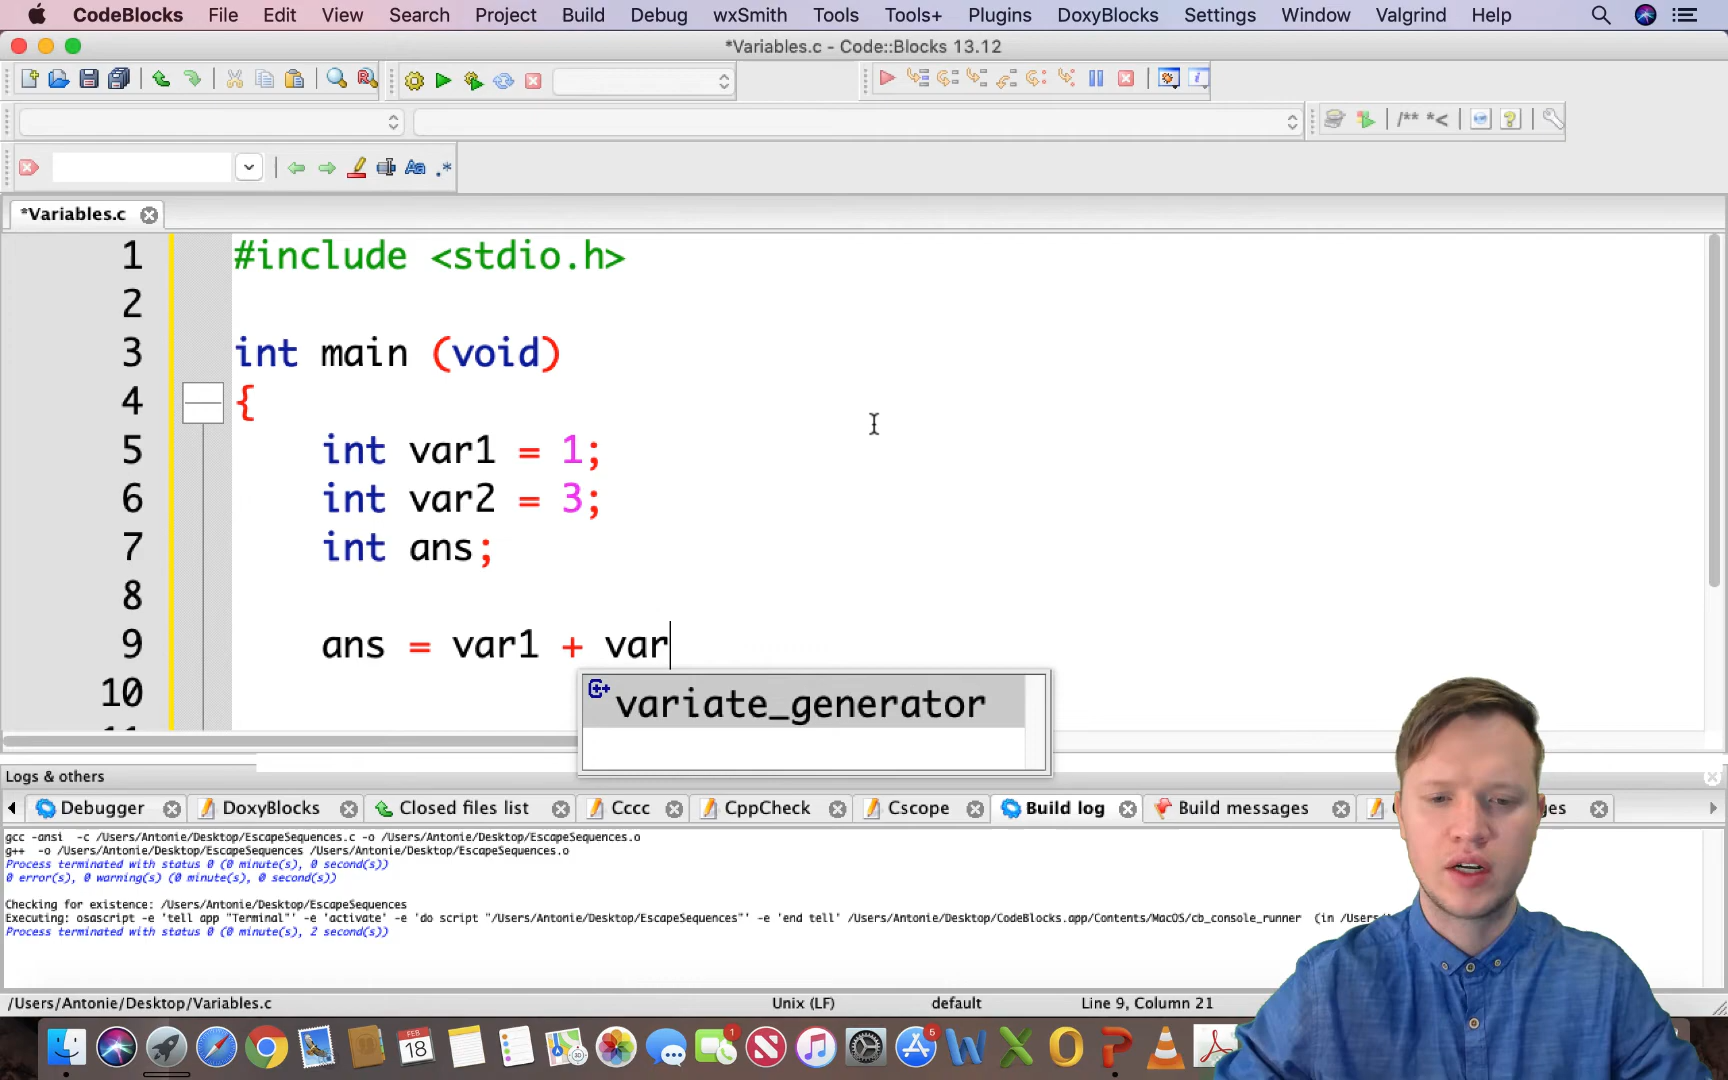 CodeBlocks File Edit View Search Project Build Debug wxSmith Tools Tools+ Plugins DoxyBlocks Settings Window Valgrind Help
*Variables.c - Code::Blocks 13.12
/** *<
Aa .*
*Variables.c
1 #include <stdio.h>
2
3 int main (void)
4 {
5 int var1 = 1;
6 int var2 = 3;
7 int ans;
8
9 ans = var1 + var
10 variate_generator
Logs & others
Debugger DoxyBlocks Closed files list Cccc CppCheck Cscope Build log Build messages
gcc -ansi -c /Users/Antonie/Desktop/EscapeSequences.c -o /Users/Antonie/Desktop/EscapeSequences.o
g++ -o /Users/Antonie/Desktop/EscapeSequences /Users/Antonie/Desktop/EscapeSequences.o
Process terminated with status 0 (0 minute(s), 0 second(s))
0 error(s), 0 warning(s) (0 minute(s), 0 second(s))
Checking for existence: /Users/Antonie/Desktop/EscapeSequences
Executing: osascript -e 'tell app "Terminal"' -e 'activate' -e 'do script "/Users/Antonie/Desktop/EscapeSequences"' -e 'end tell' /Users/Antonie/Desktop/CodeBlocks.app/Contents/MacOS/cb_console_runner (in
Process terminated with status 0 (0 minute(s), 2 second(s))
/Users/Antonie/Desktop/Variables.c Unix (LF) default Line 9, Column 21
FEB
18
1
5